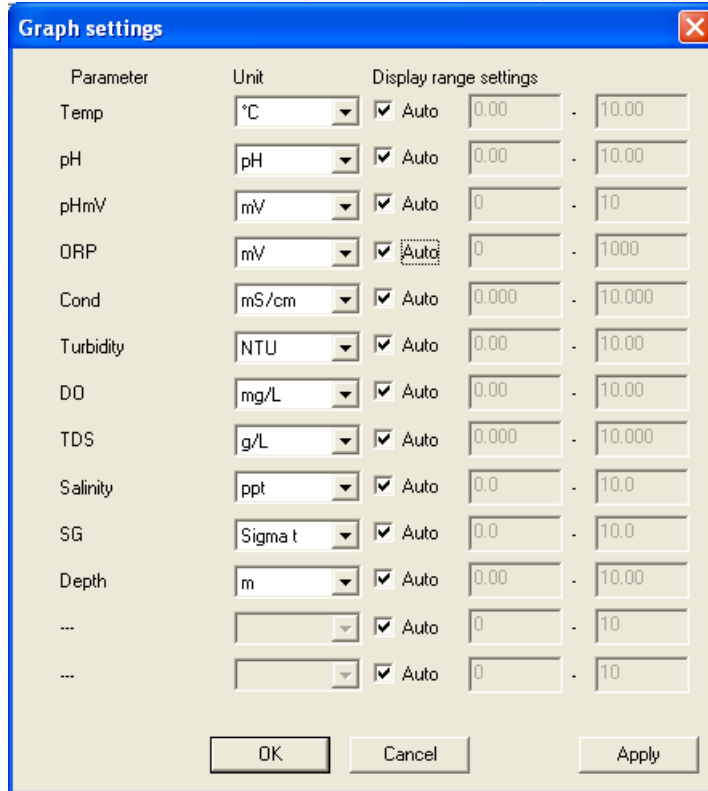 Graph settings
Parameter Unit Display range settings
Temp °C Auto 0.00 - 10.00
pH pH Auto 0.00 - 10.00
pHmV mV Auto 0 - 10
ORP mV Auto 0 - 1000
Cond mS/cm Auto 0.000 - 10.000
Turbidity NTU Auto 0.00 - 10.00
DO mg/L Auto 0.00 - 10.00
TDS g/L Auto 0.000 - 10.000
Salinity ppt Auto 0.0 - 10.0
SG Sigma t Auto 0.0 - 10.0
Depth m Auto 0.00 - 10.00
--- Auto 0 - 10
--- Auto 0 - 10
OK Cancel Apply